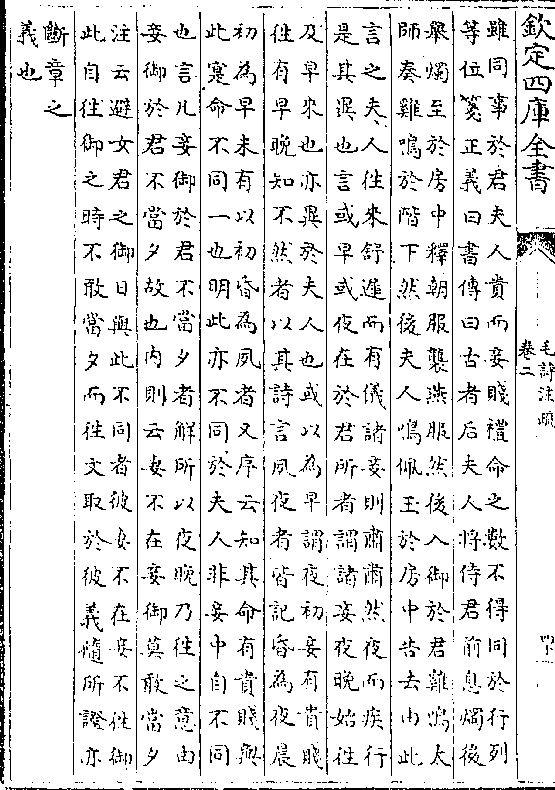 欽定四庫全書
毛詩注疏
卷二
雖同事於君夫人貴而妾賤禮命之數不得同於行列
等位箋正義曰書傳曰古者后夫人將侍君前息燭後
舉燭至於房中釋朝服襲燕服然後入御於君雞鳴大
師奏雞鳴於階下然後夫人鳴佩玉於房中告去由此
言之夫人往來舒遲而有儀諸妾則肅肅然夜而疾行
是其異也言或早或夜在於君所者謂諸妾夜晚始往
及早來也亦異於夫人也或以為早謂夜初妾有貴賤
往有早晚知不然者以其詩言夙夜者皆記昏為夜晨
初為早未有以初昏為夙者又序云知其命有貴賤與
此寔命不同一也明此亦不同於夫人非妾中自不同
也言凡妾御於君不當夕者解所以夜晚乃往之意由
妾御於君不當夕故也內則云妻不在妾御莫敢當夕
注云避女君之御日與此不同者彼妻不在妾不往御
此自往御之時不敢當夕而往文取於彼義隨所證亦
斷章之
義也